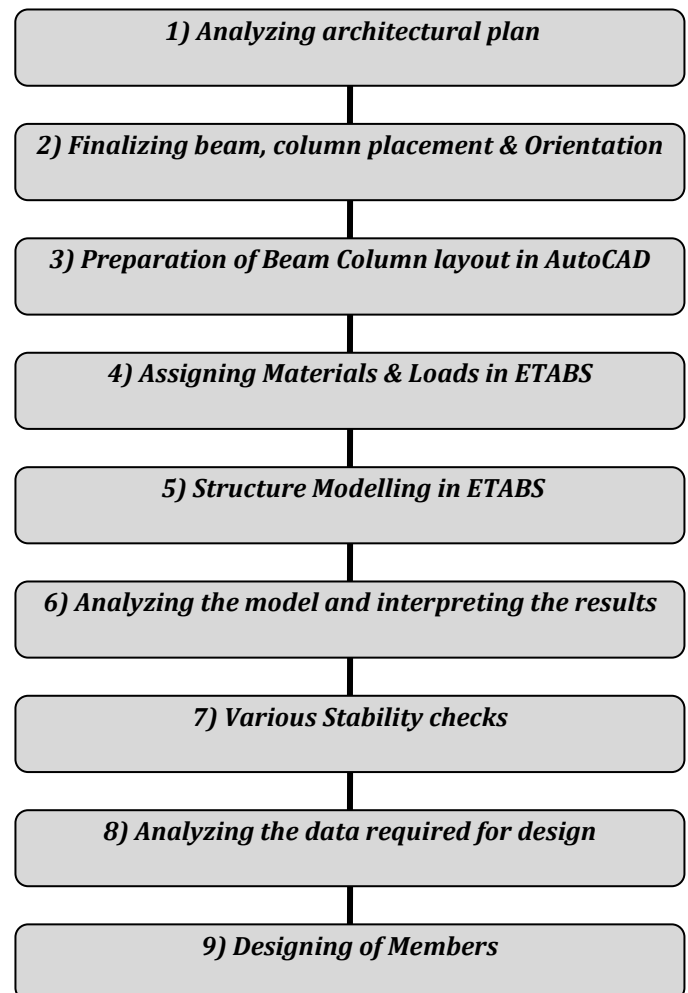 1) Analyzing architectural plan
2) Finalizing beam, column placement & Orientation
3) Preparation of Beam Column layout in AutoCAD
4) Assigning Materials & Loads in ETABS
5) Structure Modelling in ETABS
6) Analyzing the model and interpreting the results
7) Various Stability checks
8) Analyzing the data required for design
9) Designing of Members